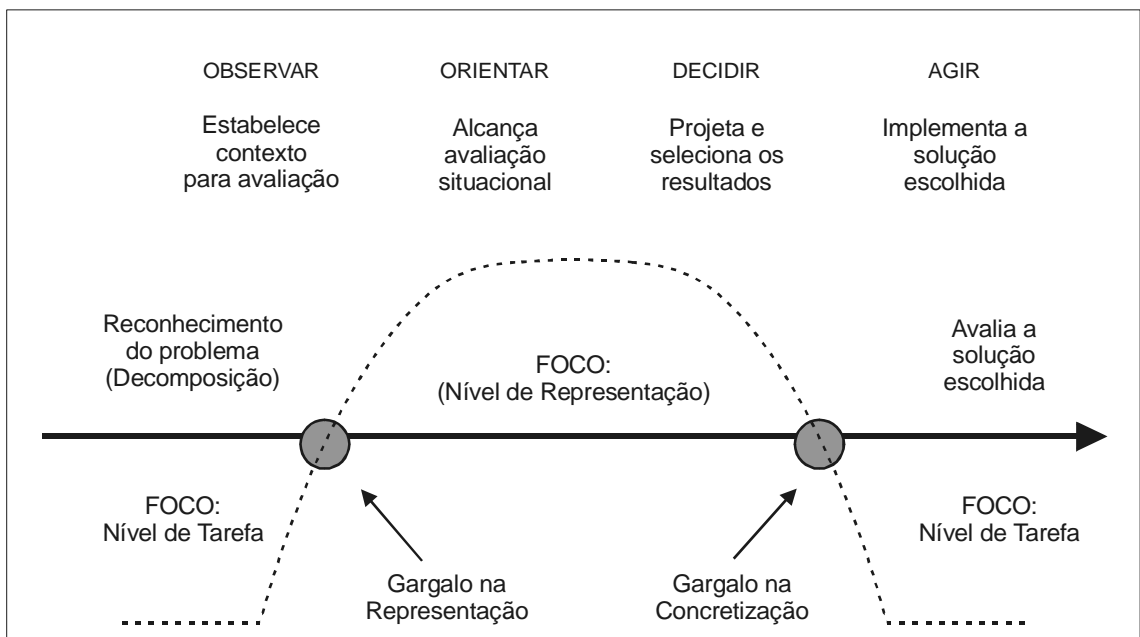 OBSERVAR
Estabelece
contexto
para avaliação
ORIENTAR
Alcança
avaliação
situacional
DECIDIR
Projeta e
seleciona os
resultados
AGIR
Implementa a
solução
escolhida
Reconhecimento
do problema
(Decomposição)
FOCO:
(Nível de Representação)
Avalia a
solução
escolhida
FOCO:
Nível de Tarefa
Gargalo na
Representação
Gargalo na
Concretização
FOCO:
Nível de Tarefa